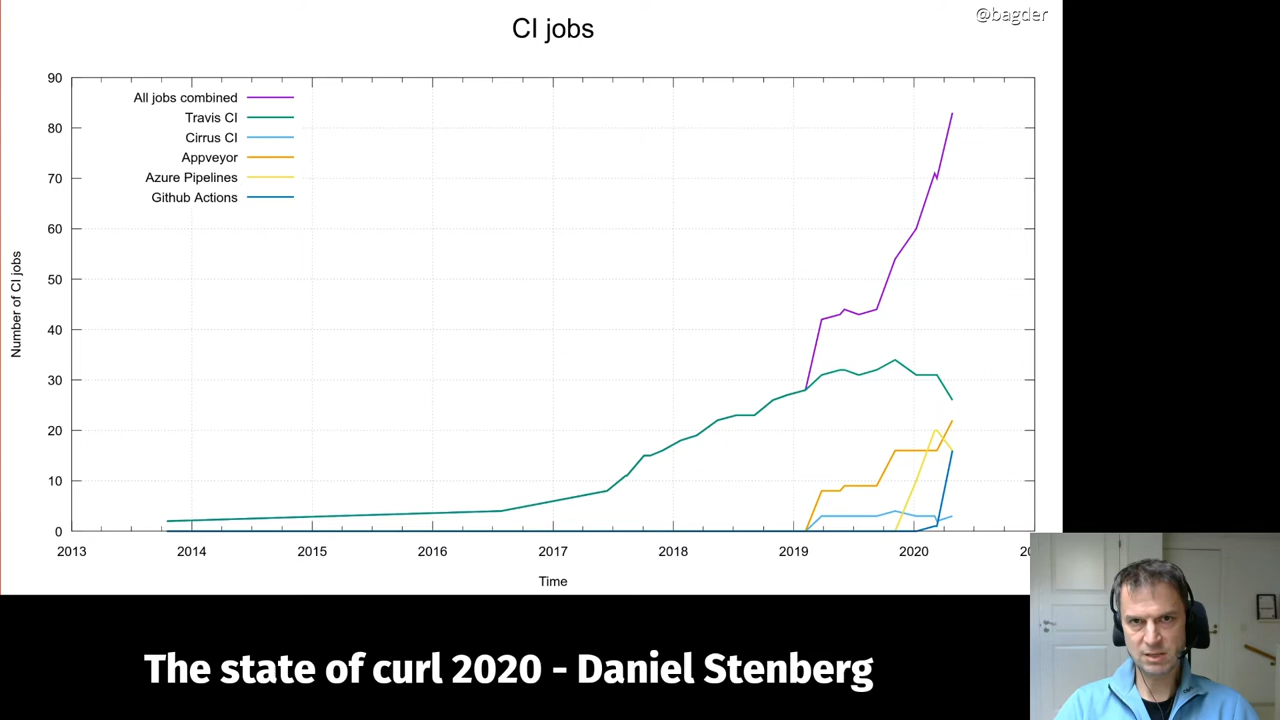 @bagder
CI jobs
90
80
70
60
50
40
30
20
10
0
All jobs combined
Travis CI
Cirrus CI
Appveyor
Azure Pipelines
Github Actions
Number of CI jobs
2013 2014 2015 2016 2017 2018 2019 2020
Time
The state of curl 2020 - Daniel Stenberg